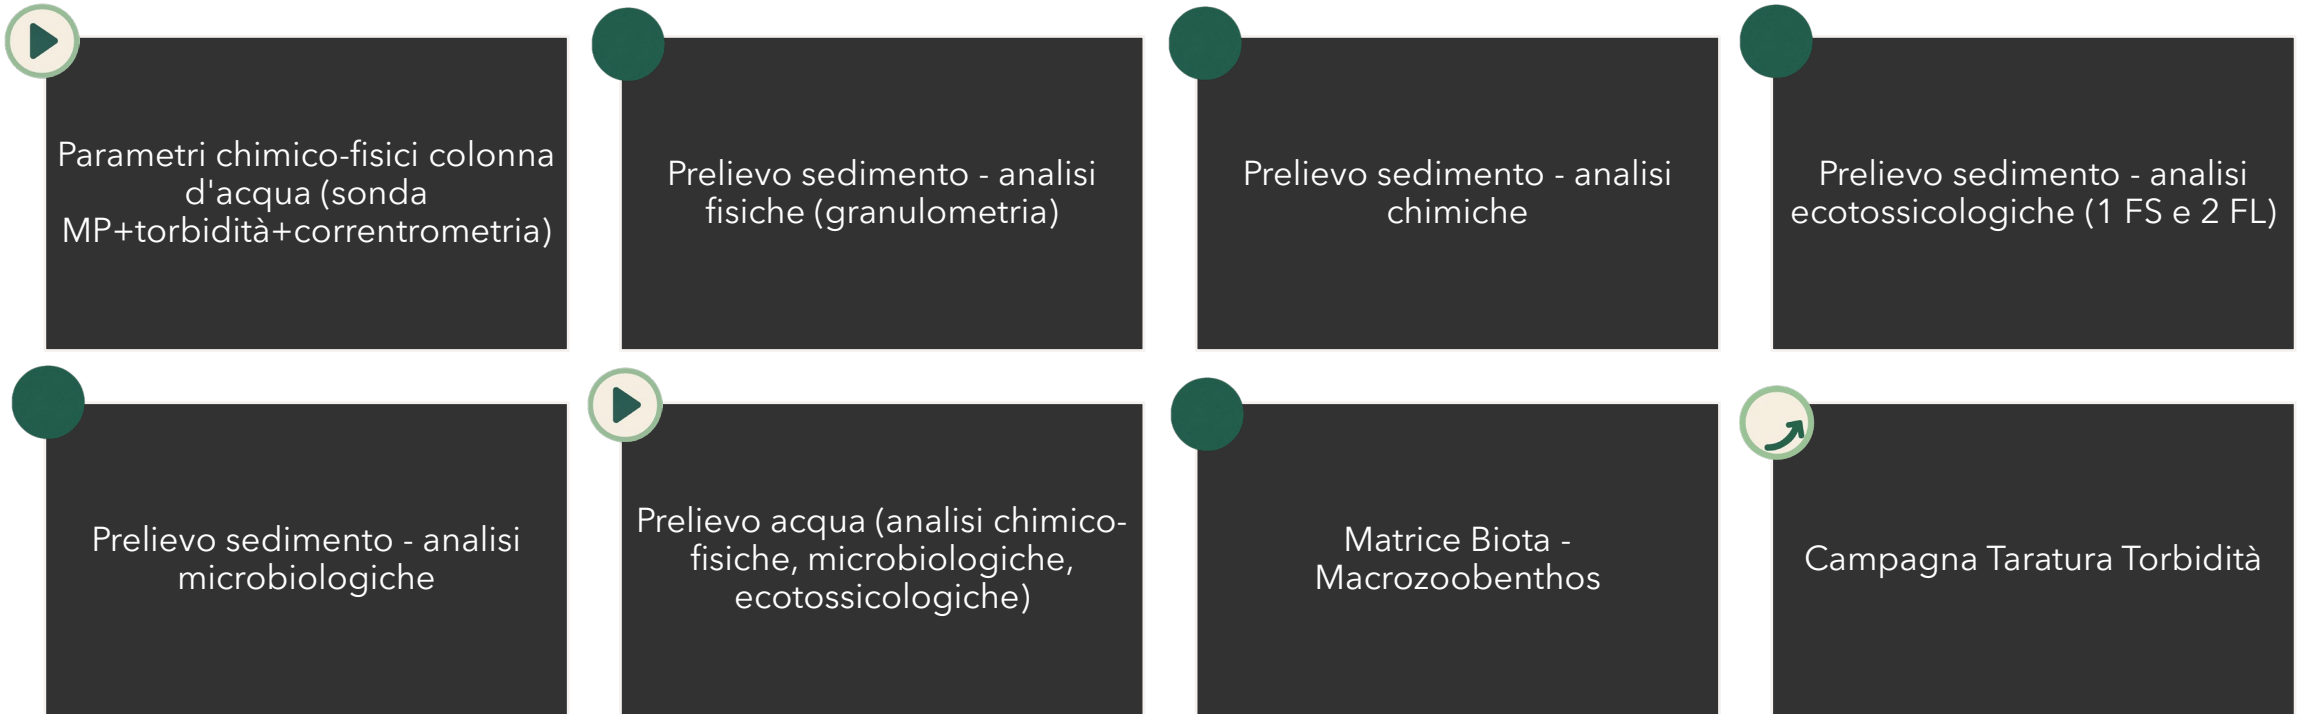 Parametri chimico-fisici colonna
d'acqua (sonda
MP+torbidità+correntrometria)
Prelievo sedimento - analisi
fisiche (granulometria)
Prelievo sedimento - analisi
chimiche
Prelievo sedimento - analisi
ecotossicologiche (1 FS e 2 FL)
Prelievo sedimento - analisi
microbiologiche
Prelievo acqua (analisi chimico-
fisiche, microbiologiche,
ecotossicologiche)
Matrice Biota -
Macrozoobenthos
Campagna Taratura Torbidità